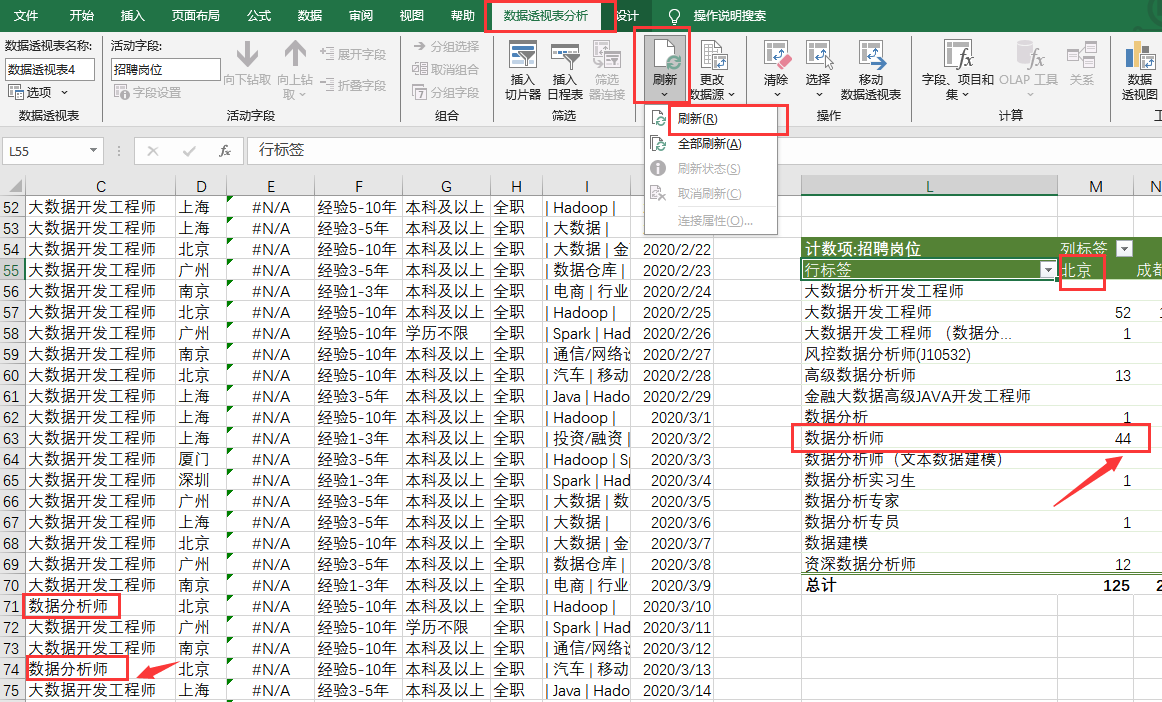 文件 开始 插入 页面布局 公式 数据 审阅 视图 帮助 数据透视表分析 设计 操作说明搜索
数据透视表名称: 活动字段:
数据透视表4 招聘岗位 向下钻取 向上钻取 展开字段 折叠字段 分组选择 取消组合 分组字段 插入切片器 插入日程表 筛选器连接 刷新 更改数据源 清除 选择 移动数据透视表 字段、项目和集 OLAP 工具 关系 数据透视图
选项 字段设置
数据透视表 活动字段 组合 筛选 操作 计算 工
刷新(R)
全部刷新(A)
刷新状态(S)
取消刷新(C)
连接属性(O)...
L55 fx 行标签
C D E F G H I L M N
52 大数据开发工程师 上海 #N/A 经验5-10年 本科及以上 全职 | Hadoop |
53 大数据开发工程师 上海 #N/A 经验3-5年 本科及以上 全职 | 大数据 |
54 大数据开发工程师 北京 #N/A 经验5-10年 本科及以上 全职 | 大数据 | 金 2020/2/22 计数项:招聘岗位 列标签
55 大数据开发工程师 广州 #N/A 经验3-5年 本科及以上 全职 | 数据仓库 | 2020/2/23 行标签 北京 成都
56 大数据开发工程师 南京 #N/A 经验1-3年 本科及以上 全职 | 电商 | 行业 2020/2/24 大数据分析开发工程师
57 大数据开发工程师 北京 #N/A 经验5-10年 本科及以上 全职 | Hadoop | 2020/2/25 大数据开发工程师 52
58 大数据开发工程师 广州 #N/A 经验5-10年 学历不限 全职 | Spark | Had 2020/2/26 大数据开发工程师 （数据分... 1
59 大数据开发工程师 南京 #N/A 经验5-10年 本科及以上 全职 | 通信/网络设 2020/2/27 风控数据分析师(J10532)
60 大数据开发工程师 北京 #N/A 经验5-10年 本科及以上 全职 | 汽车 | 移动 2020/2/28 高级数据分析师 13
61 大数据开发工程师 上海 #N/A 经验3-5年 本科及以上 全职 | Java | Hado 2020/2/29 金融大数据高级JAVA开发工程师
62 大数据开发工程师 上海 #N/A 经验5-10年 本科及以上 全职 | Hadoop | 2020/3/1 数据分析 1
63 大数据开发工程师 上海 #N/A 经验1-3年 本科及以上 全职 | 投资/融资 | 2020/3/2 数据分析师 44
64 大数据开发工程师 厦门 #N/A 经验3-5年 本科及以上 全职 | Hadoop | Sp 2020/3/3 数据分析师（文本数据建模）
65 大数据开发工程师 深圳 #N/A 经验1-3年 本科及以上 全职 | Spark | Had 2020/3/4 数据分析实习生 1
66 大数据开发工程师 广州 #N/A 经验3-5年 本科及以上 全职 | 大数据 | 数 2020/3/5 数据分析专家
67 大数据开发工程师 上海 #N/A 经验3-5年 本科及以上 全职 | 大数据 | 2020/3/6 数据分析专员 1
68 大数据开发工程师 北京 #N/A 经验5-10年 本科及以上 全职 | 大数据 | 金 2020/3/7 数据建模
69 大数据开发工程师 广州 #N/A 经验3-5年 本科及以上 全职 | 数据仓库 | 2020/3/8 资深数据分析师 12
70 大数据开发工程师 南京 #N/A 经验1-3年 本科及以上 全职 | 电商 | 行业 2020/3/9 总计 125 2
71 数据分析师 北京 #N/A 经验5-10年 本科及以上 全职 | Hadoop | 2020/3/10
72 大数据开发工程师 广州 #N/A 经验5-10年 学历不限 全职 | Spark | Had 2020/3/11
73 大数据开发工程师 南京 #N/A 经验5-10年 本科及以上 全职 | 通信/网络设 2020/3/12
74 数据分析师 北京 #N/A 经验5-10年 本科及以上 全职 | 汽车 | 移动 2020/3/13
75 大数据开发工程师 上海 #N/A 经验3-5年 本科及以上 全职 | Java | Hado 2020/3/14